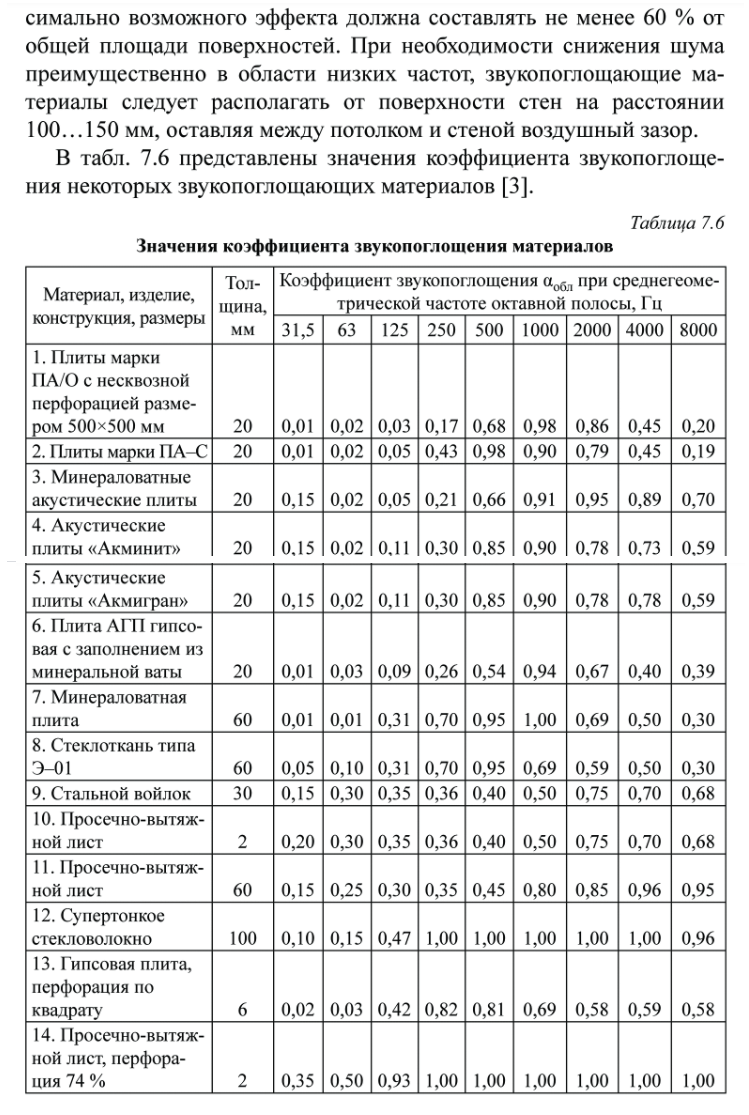 симально возможного эффекта должна составлять не менее 60 % от
общей площади поверхностей. При необходимости снижения шума
преимущественно в области низких частот, звукопоглощающие ма-
териалы следует располагать от поверхности стен на расстоянии
100…150 мм, оставляя между потолком и стеной воздушный зазор.
В табл. 7.6 представлены значения коэффициента звукопоглоще-
ния некоторых звукопоглощающих материалов [3].
Таблица 7.6
Значения коэффициента звукопоглощения материалов
Материал, изделие,
конструкция, размеры
Тол-
щина,
мм
Коэффициент звукопоглощения αобл при среднегеоме-
трической частоте октавной полосы, Гц
31,5 63 125 250 500 1000 2000 4000 8000
1. Плиты марки
ПА/О с несквозной
перфорацией разме-
ром 500×500 мм 20 0,01 0,02 0,03 0,17 0,68 0,98 0,86 0,45 0,20
2. Плиты марки ПА–С 20 0,01 0,02 0,05 0,43 0,98 0,90 0,79 0,45 0,19
3. Минераловатные
акустические плиты 20 0,15 0,02 0,05 0,21 0,66 0,91 0,95 0,89 0,70
4. Акустические
плиты «Акминит» 20 0,15 0,02 0,11 0,30 0,85 0,90 0,78 0,73 0,59
5. Акустические
плиты «Акмигран» 20 0,15 0,02 0,11 0,30 0,85 0,90 0,78 0,78 0,59
6. Плита АГП гипсо-
вая с заполнением из
минеральной ваты 20 0,01 0,03 0,09 0,26 0,54 0,94 0,67 0,40 0,39
7. Минераловатная
плита 60 0,01 0,01 0,31 0,70 0,95 1,00 0,69 0,50 0,30
8. Стеклоткань типа
Э–01 60 0,05 0,10 0,31 0,70 0,95 0,69 0,59 0,50 0,30
9. Стальной войлок 30 0,15 0,30 0,35 0,36 0,40 0,50 0,75 0,70 0,68
10. Просечно-вытяж-
ной лист 2 0,20 0,30 0,35 0,36 0,40 0,50 0,75 0,70 0,68
11. Просечно-вытяж-
ной лист 60 0,15 0,25 0,30 0,35 0,45 0,80 0,85 0,96 0,95
12. Супертонкое
стекловолокно 100 0,10 0,15 0,47 1,00 1,00 1,00 1,00 1,00 0,96
13. Гипсовая плита,
перфорация по
квадрату 6 0,02 0,03 0,42 0,82 0,81 0,69 0,58 0,59 0,58
14. Просечно-вытяж-
ной лист, перфора-
ция 74 % 2 0,35 0,50 0,93 1,00 1,00 1,00 1,00 1,00 1,00